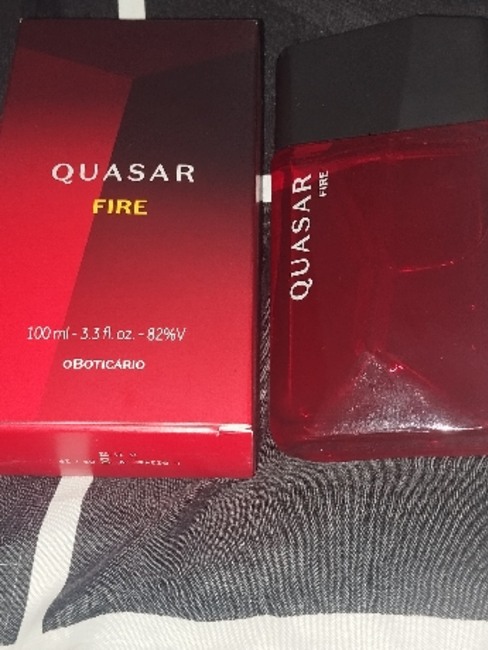 QUASAR
FIRE
100 ml - 3.3 fl. oz. - 82%V
oBOTICÁRIO
QUASAR
FIRE